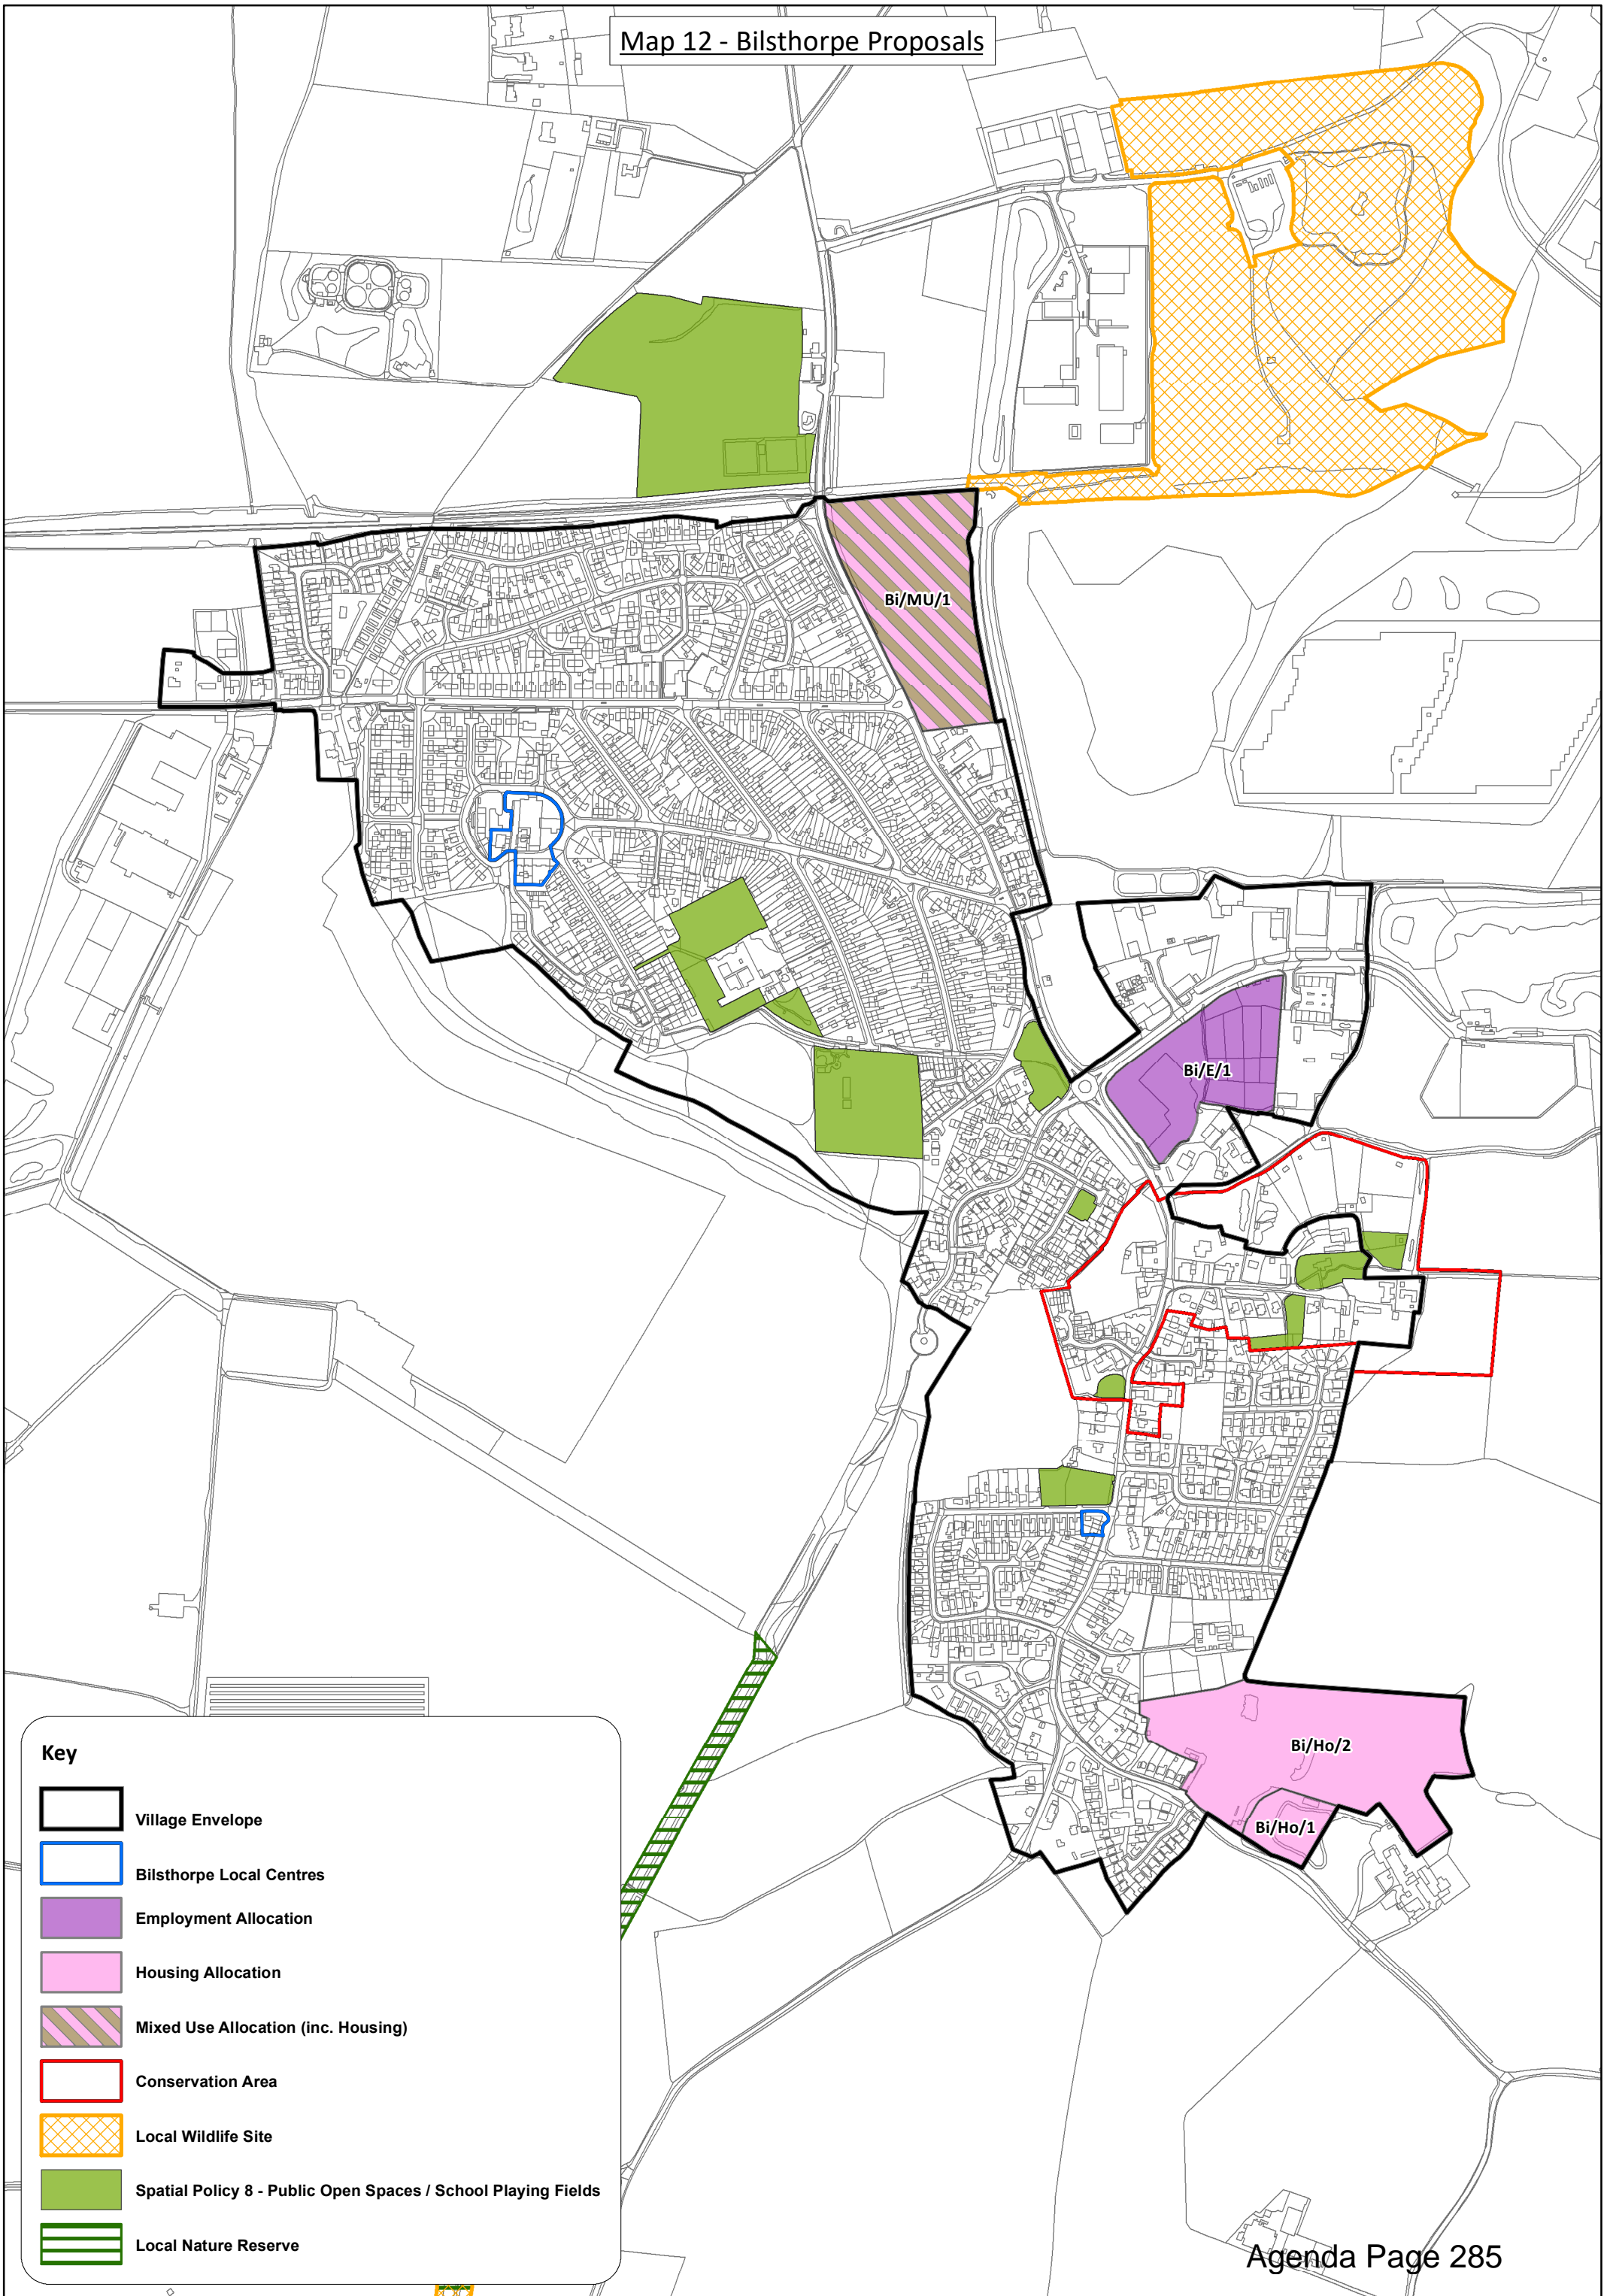 Map 12 - Bilsthorpe Proposals
Bi/MU/1
Bi/E/1
Bi/Ho/2
Bi/Ho/1
Key
Village Envelope
Bilsthorpe Local Centres
Employment Allocation
Housing Allocation
Mixed Use Allocation (inc. Housing)
Conservation Area
Local Wildlife Site
Spatial Policy 8 - Public Open Spaces / School Playing Fields
Local Nature Reserve
Agenda Page 285